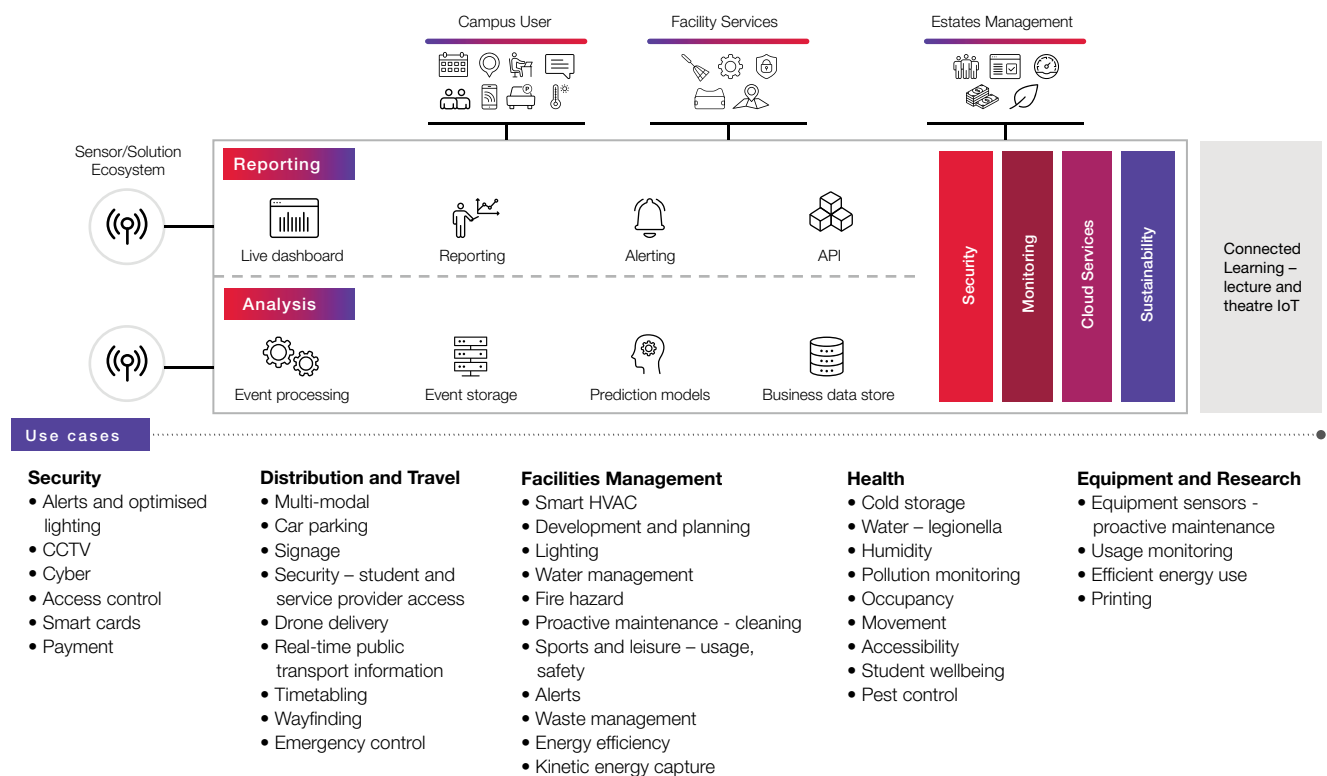 Campus User
Facility Services
Estates Management
P
Sensor/Solution
Ecosystem
Reporting
Live dashboard
Reporting
Alerting
API
Analysis
Event processing
Event storage
Prediction models
Business data store
Security
Monitoring
Cloud Services
Sustainability
Connected
Learning –
lecture and
theatre IoT
Use cases
Security
• Alerts and optimised
lighting
• CCTV
• Cyber
• Access control
• Smart cards
• Payment
Distribution and Travel
• Multi-modal
• Car parking
• Signage
• Security – student and
service provider access
• Drone delivery
• Real-time public
transport information
• Timetabling
• Wayfinding
• Emergency control
Facilities Management
• Smart HVAC
• Development and planning
• Lighting
• Water management
• Fire hazard
• Proactive maintenance - cleaning
• Sports and leisure – usage,
safety
• Alerts
• Waste management
• Energy efficiency
• Kinetic energy capture
Health
• Cold storage
• Water – legionella
• Humidity
• Pollution monitoring
• Occupancy
• Movement
• Accessibility
• Student wellbeing
• Pest control
Equipment and Research
• Equipment sensors -
proactive maintenance
• Usage monitoring
• Efficient energy use
• Printing